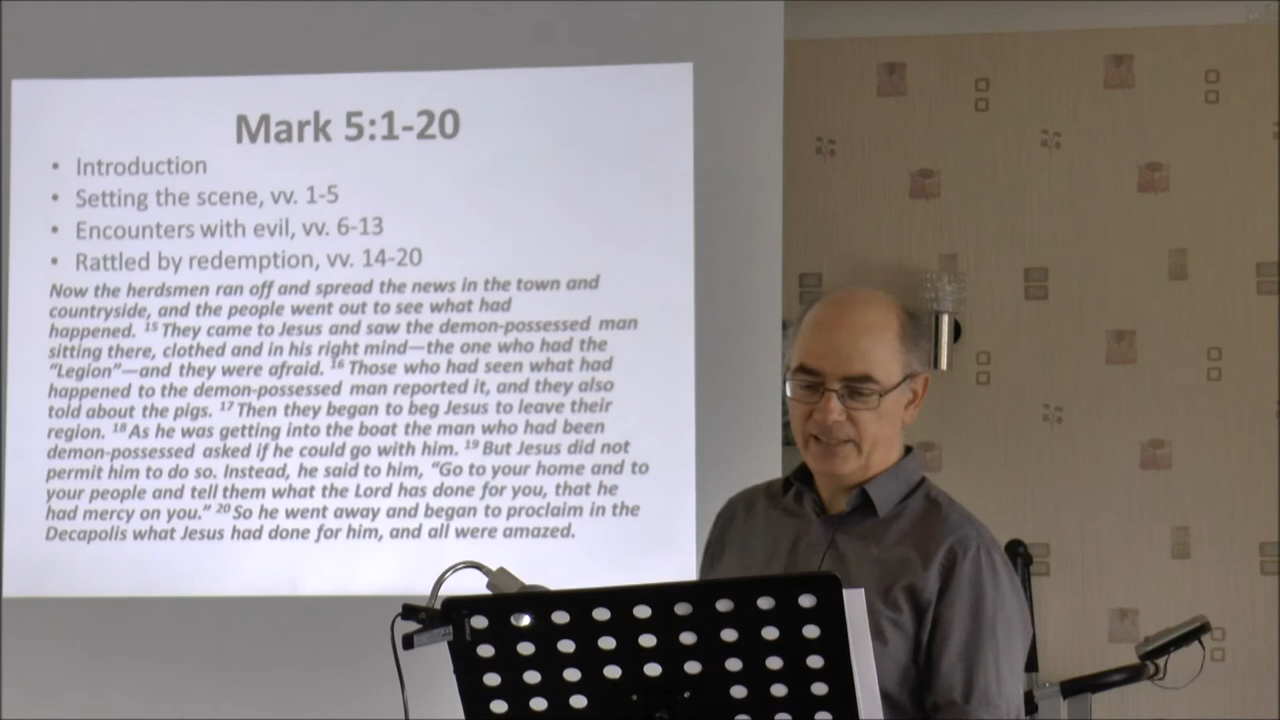 Mark 5:1-20
• Introduction
• Setting the scene, vv. 1-5
• Encounters with evil, vv. 6-13
• Rattled by redemption, vv. 14-20
Now the herdsmen ran off and spread the news in the town and
countryside, and the people went out to see what had
happened. 15 They came to Jesus and saw the demon-possessed man
sitting there, clothed and in his right mind—the one who had the
“Legion”—and they were afraid. 16 Those who had seen what had
happened to the demon-possessed man reported it, and they also
told about the pigs. 17 Then they began to beg Jesus to leave their
region. 18 As he was getting into the boat the man who had been
demon-possessed asked if he could go with him. 19 But Jesus did not
permit him to do so. Instead, he said to him, “Go to your home and to
your people and tell them what the Lord has done for you, that he
had mercy on you.” 20 So he went away and began to proclaim in the
Decapolis what Jesus had done for him, and all were amazed.